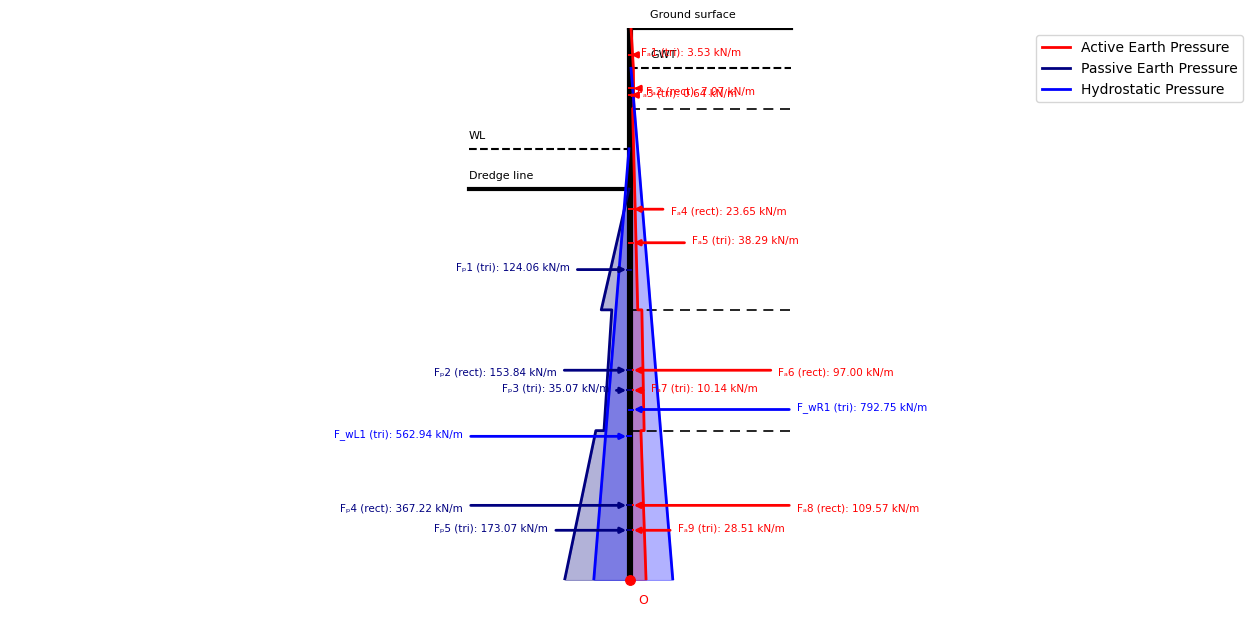 Ground surface
Fₐ1 (tri): 3.53 kN/m
GWT
Fₐ2 (rect): 7.07 kN/m
Fₐ3 (tri): 0.64 kN/m
WL
Dredge line
Fₐ4 (rect): 23.65 kN/m
Fₐ5 (tri): 38.29 kN/m
Fₚ1 (tri): 124.06 kN/m
Fₚ2 (rect): 153.84 kN/m
Fₐ6 (rect): 97.00 kN/m
Fₚ3 (tri): 35.07 kN/m
Fₐ7 (tri): 10.14 kN/m
F_wR1 (tri): 792.75 kN/m
F_wL1 (tri): 562.94 kN/m
Fₚ4 (rect): 367.22 kN/m
Fₐ8 (rect): 109.57 kN/m
Fₚ5 (tri): 173.07 kN/m
Fₐ9 (tri): 28.51 kN/m
O
Active Earth Pressure
Passive Earth Pressure
Hydrostatic Pressure